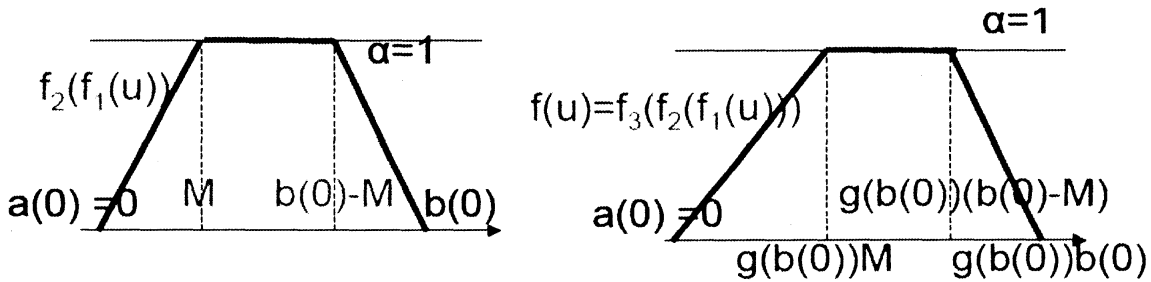 α=1
f₂(f₁(u))
a(0) =0
M
b(0)-M
b(0)
α=1
f(u)=f₃(f₂(f₁(u)))
a(0) =0
g(b(0))(b(0)-M)
g(b(0))M
g(b(0))b(0)